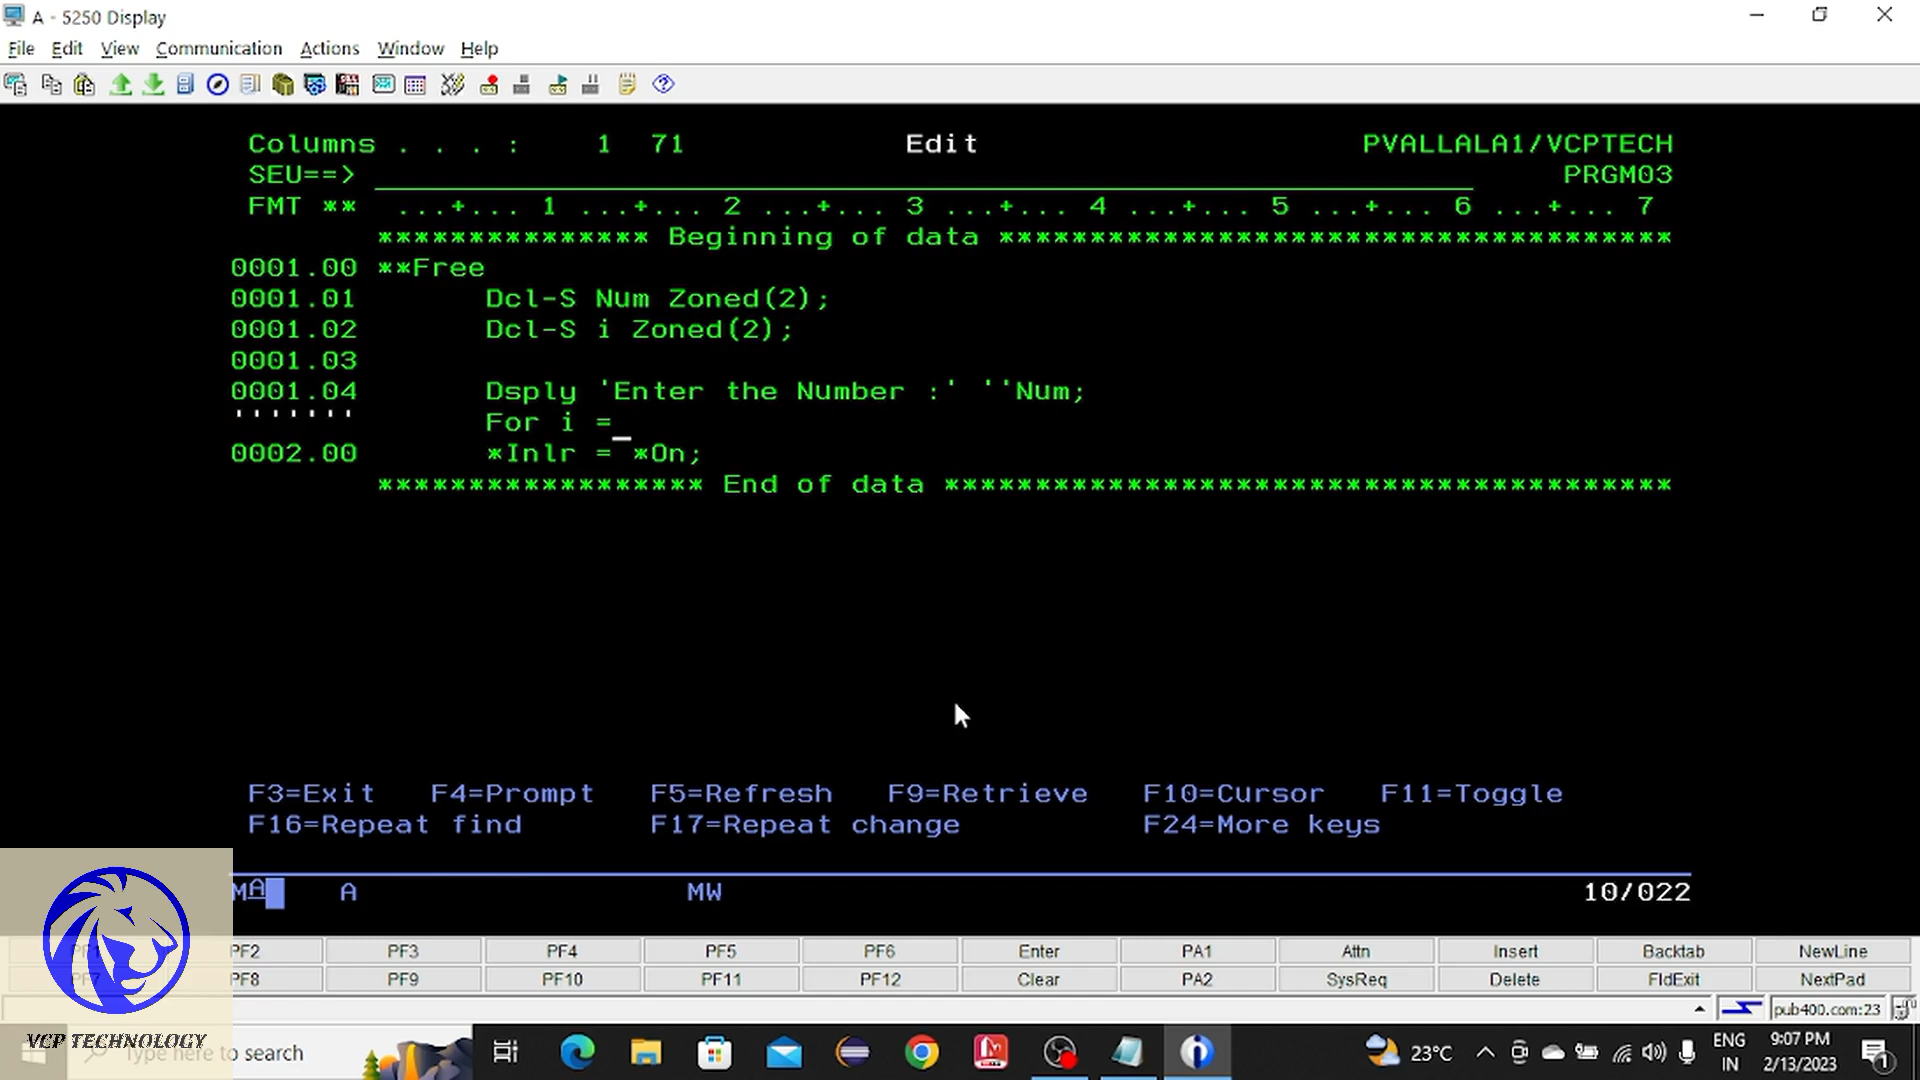 A - 5250 Display
File Edit View Communication Actions Window Help
Columns . . . : 1 71 Edit PVALLALA1/VCPTECH
SEU==> PRGM03
FMT ** ...+... 1 ...+... 2 ...+... 3 ...+... 4 ...+... 5 ...+... 6 ...+... 7
*************** Beginning of data *************************************
0001.00 **Free
0001.01 Dcl-S Num Zoned(2);
0001.02 Dcl-S i Zoned(2);
0001.03
0001.04 Dsply 'Enter the Number :' ''Num;
''''''' For i =_
0002.00 *Inlr = *On;
****************** End of data ****************************************
F3=Exit F4=Prompt F5=Refresh F9=Retrieve F10=Cursor F11=Toggle
F16=Repeat find F17=Repeat change F24=More keys
MA A MW 10/022
PF1 PF2 PF3 PF4 PF5 PF6 Enter PA1 Attn Insert Backtab NewLine
PF7 PF8 PF9 PF10 PF11 PF12 Clear PA2 SysReq Delete FldExit NextPad
pub400.com:23
VCP TECHNOLOGY
Type here to search
23°C
ENG
IN
9:07 PM
2/13/2023
1